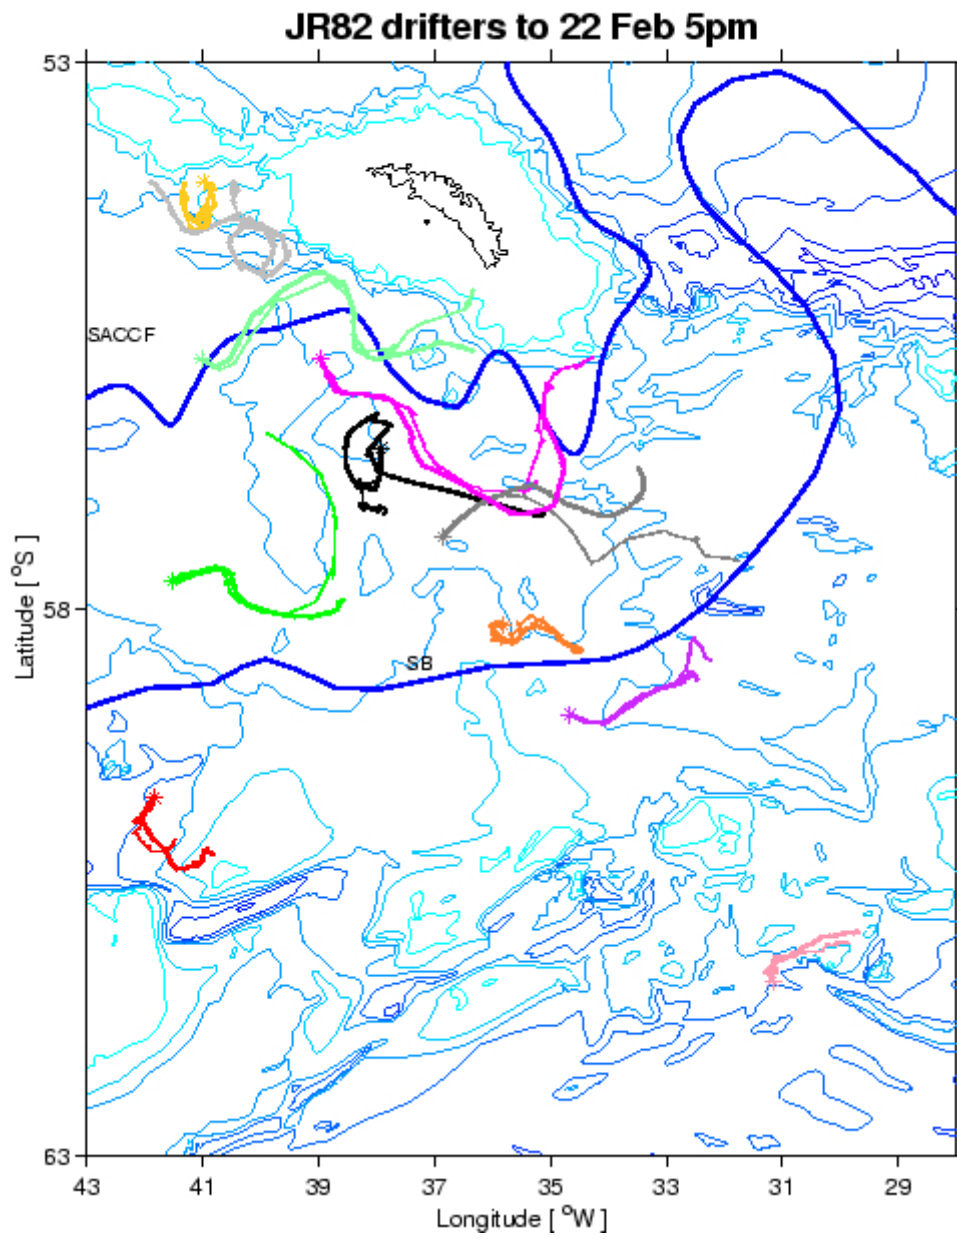 JR82 drifters to 22 Feb 5pm
53
SACCF
58
SB
63
43 41 39 37 35 33 31 29
Longitude [ °W ]
Latitude [ °S ]